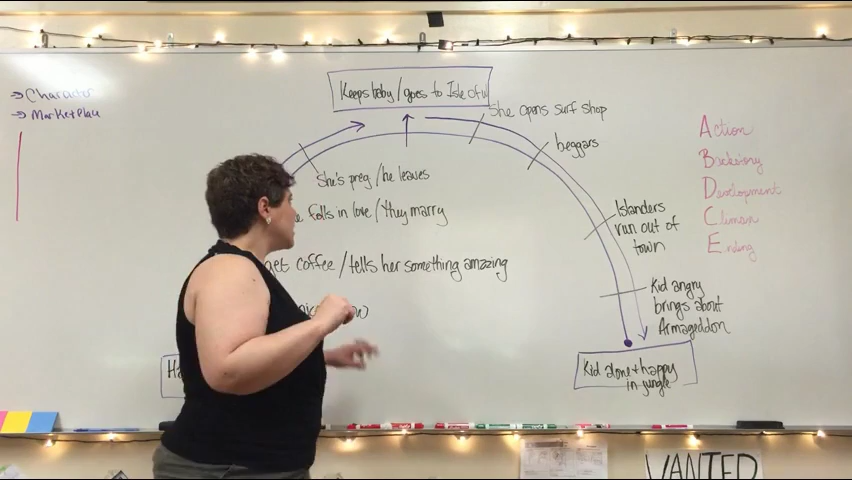 → Character
→ Market Place
Keeps baby/goes to Isle of
She opens surf shop
beggars
Action
Backstory
Development
Climax
Ending
She's preg/he leaves
falls in love/they marry
get coffee/tells her something amazing
Islanders
run out of
town
Kid angry
brings about
Armageddon
Kid alone + happy
in jungle
WANTED